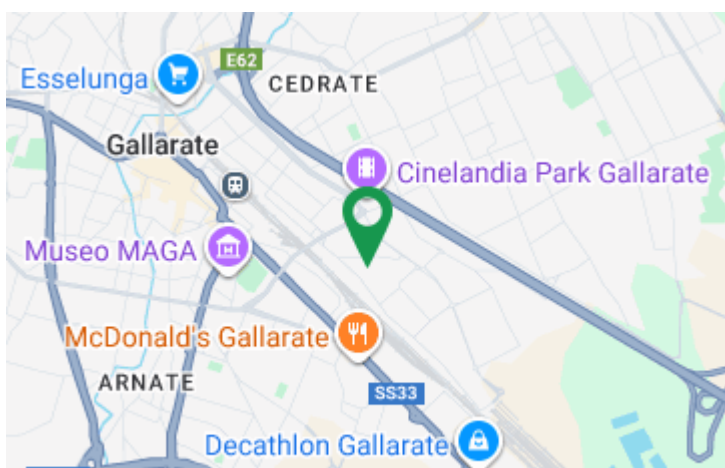 E62
Esselunga
CEDRATE
Gallarate
Cinelandia Park Gallarate
Museo MAGA
McDonald's Gallarate
ARNATE
SS33
Decathlon Gallarate